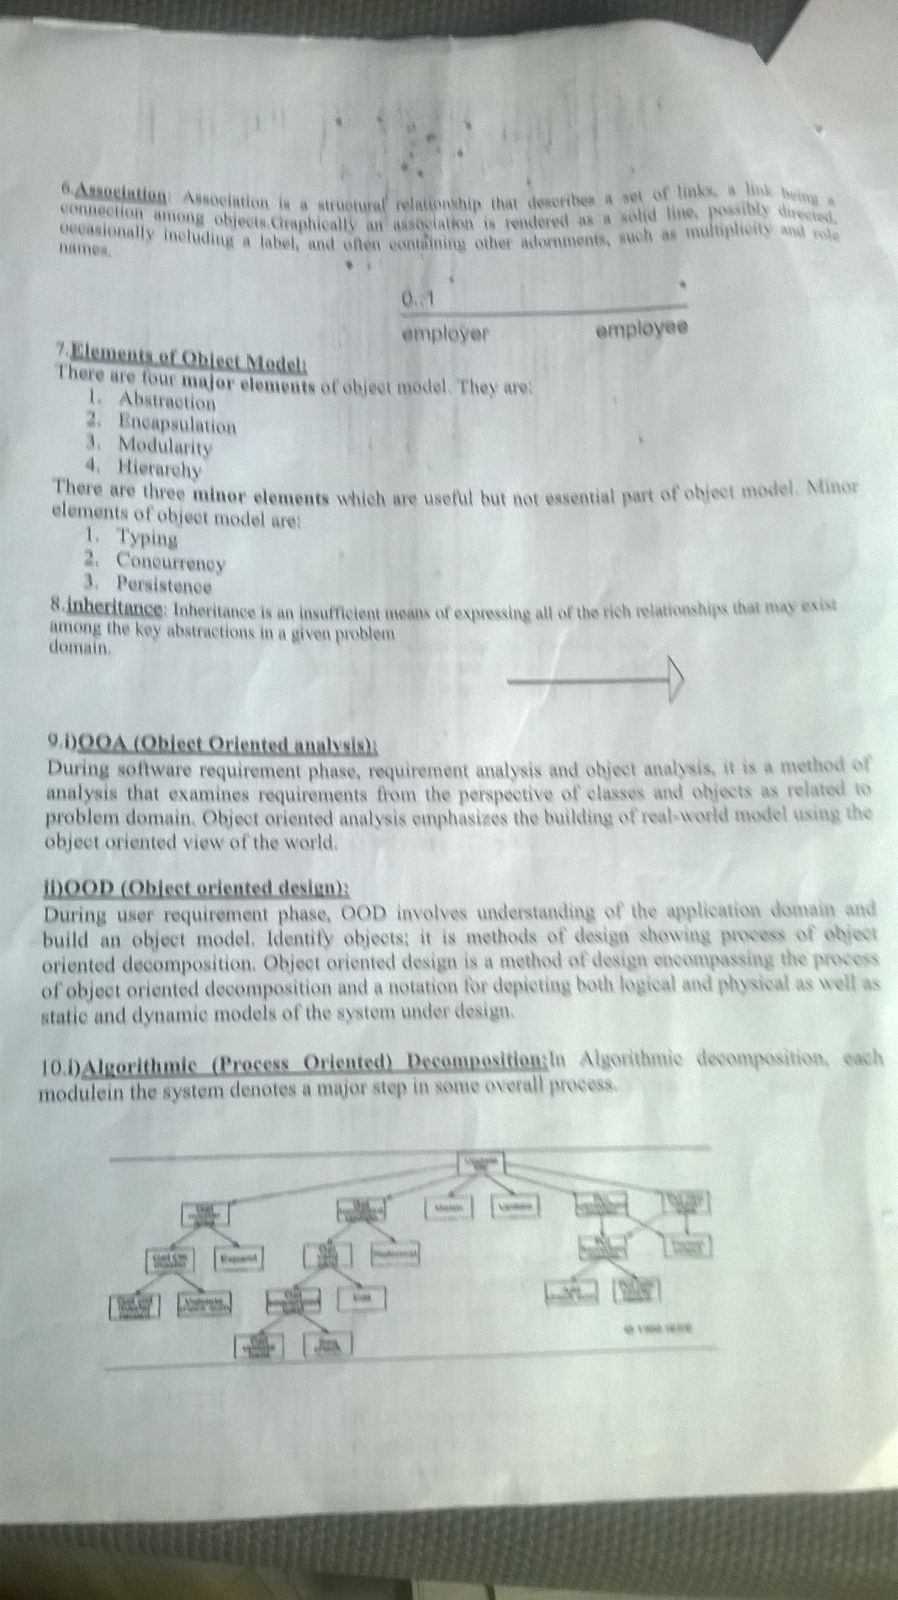 6.Association: Association is a structural relationship that describes a set of links, a link being a
connection among objects.Graphically an association is rendered as a solid line, possibly directed,
occasionally including a label, and often containing other adornments, such as multiplicity and role
names.
0..1 *
employer employee
7.Elements of Object Model:
There are four major elements of object model. They are:
1. Abstraction
2. Encapsulation
3. Modularity
4. Hierarchy
There are three minor elements which are useful but not essential part of object model. Minor
elements of object model are:
1. Typing
2. Concurrency
3. Persistence
8.inheritance: Inheritance is an insufficient means of expressing all of the rich relationships that may exist
among the key abstractions in a given problem
domain.
9.i)OOA (Object Oriented analysis):
During software requirement phase, requirement analysis and object analysis, it is a method of
analysis that examines requirements from the perspective of classes and objects as related to
problem domain. Object oriented analysis emphasizes the building of real-world model using the
object oriented view of the world.
ii)OOD (Object oriented design):
During user requirement phase, OOD involves understanding of the application domain and
build an object model. Identify objects; it is methods of design showing process of object
oriented decomposition. Object oriented design is a method of design encompassing the process
of object oriented decomposition and a notation for depicting both logical and physical as well as
static and dynamic models of the system under design.
10.i)Algorithmic (Process Oriented) Decomposition:In Algorithmic decomposition, each
modulein the system denotes a major step in some overall process.